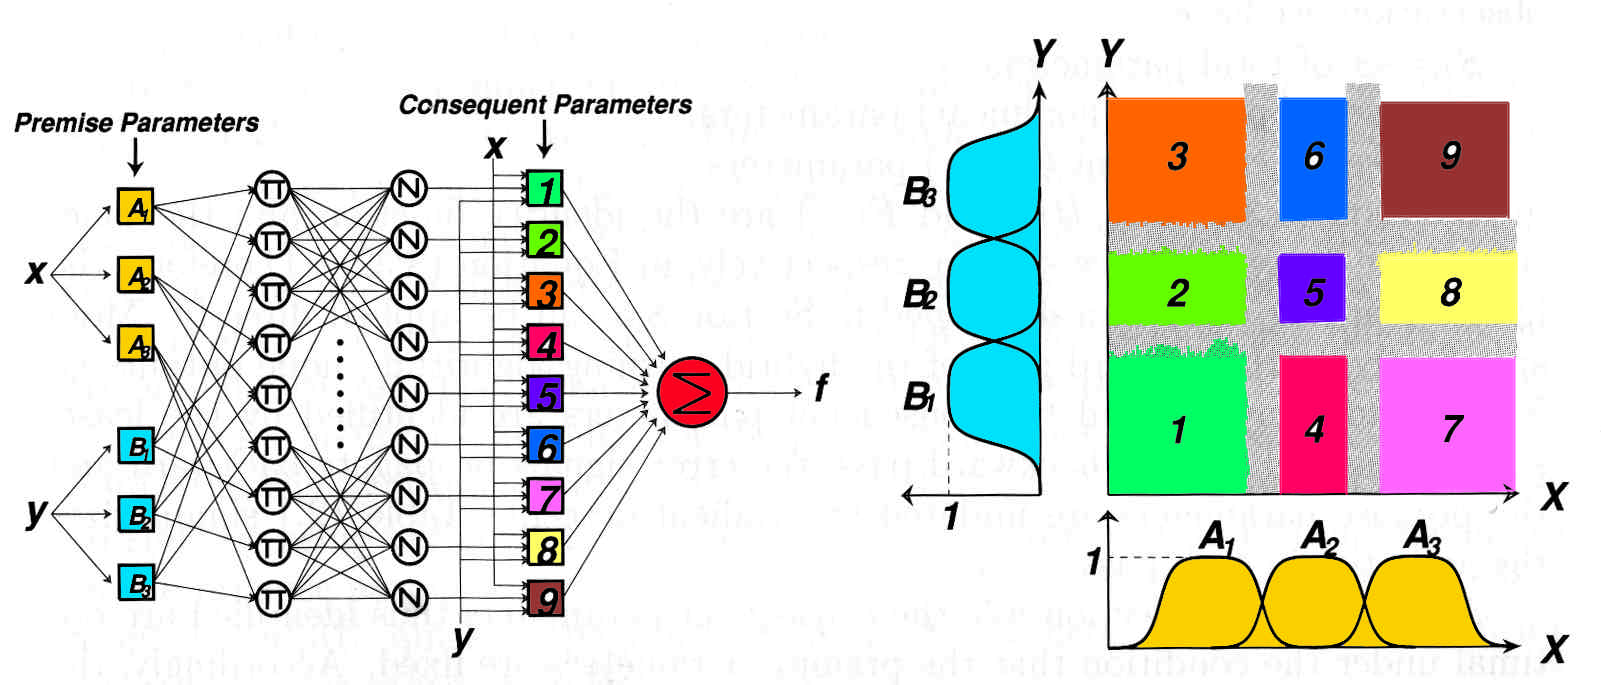 Premise Parameters
Consequent Parameters
x
y
A1
A2
A3
B1
B2
B3
Π
Π
Π
Π
Π
Π
Π
Π
Π
N
N
N
N
N
N
N
N
N
x
y
1
2
3
4
5
6
7
8
9
Σ
f
Y
B3
B2
B1
1
Y
3 6 9
2 5 8
1 4 7
X
1
A1 A2 A3
X